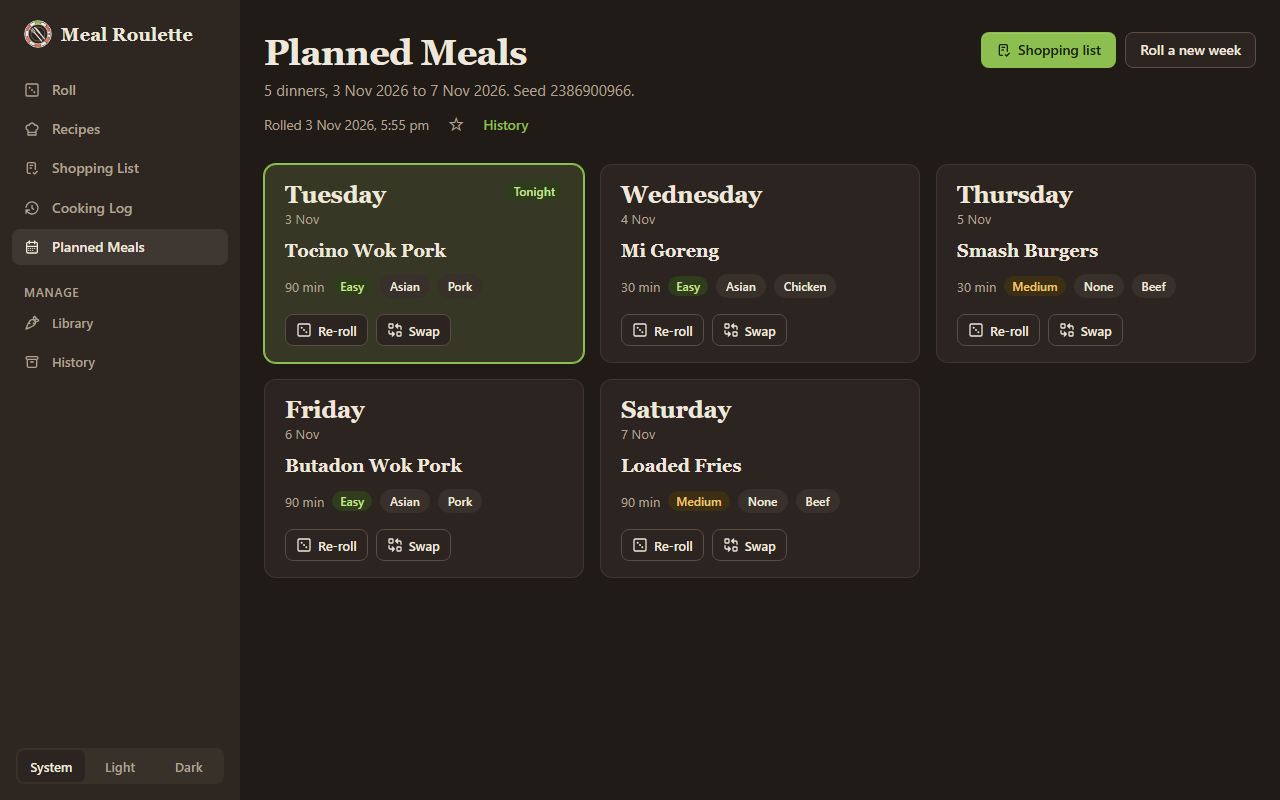 Meal Roulette
Roll
Recipes
Shopping List
Cooking Log
Planned Meals
MANAGE
Library
History
System Light Dark
Planned Meals
5 dinners, 3 Nov 2026 to 7 Nov 2026. Seed 2386900966.
Rolled 3 Nov 2026, 5:55 pm History
Shopping list
Roll a new week
Tuesday Tonight
3 Nov
Tocino Wok Pork
90 min Easy Asian Pork
Re-roll Swap
Wednesday
4 Nov
Mi Goreng
30 min Easy Asian Chicken
Re-roll Swap
Thursday
5 Nov
Smash Burgers
30 min Medium None Beef
Re-roll Swap
Friday
6 Nov
Butadon Wok Pork
90 min Easy Asian Pork
Re-roll Swap
Saturday
7 Nov
Loaded Fries
90 min Medium None Beef
Re-roll Swap